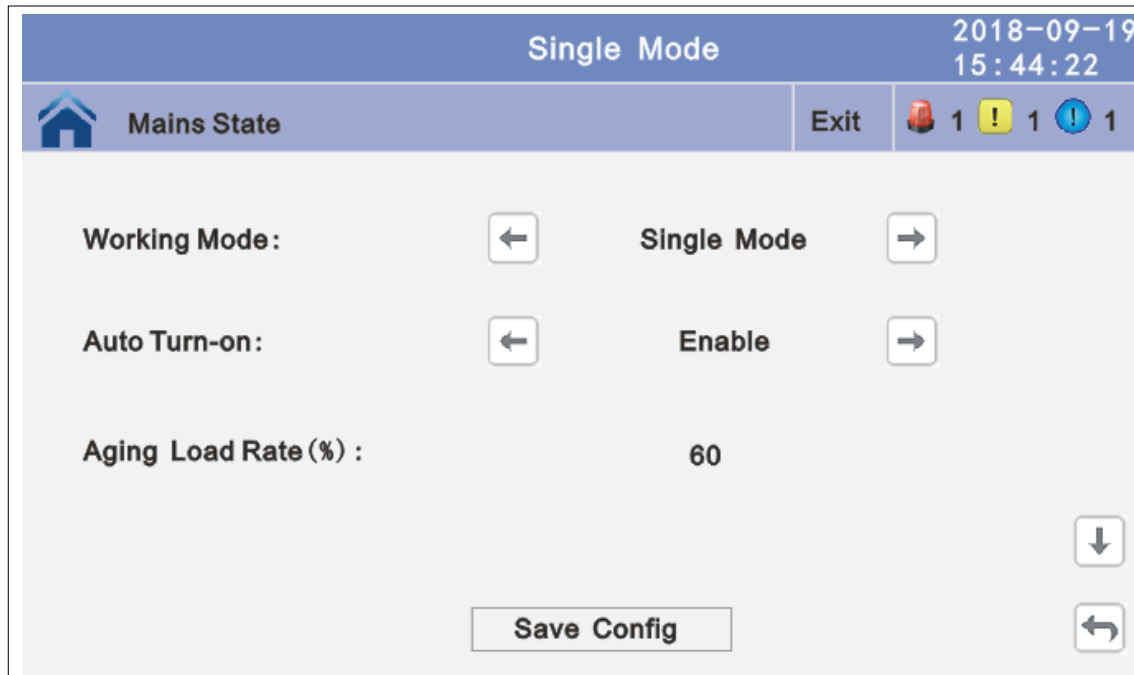 Single Mode
2018-09-19
15:44:22
Mains State Exit 1 ! 1 ! 1
Working Mode: Single Mode
Auto Turn-on: Enable
Aging Load Rate(%): 60
Save Config